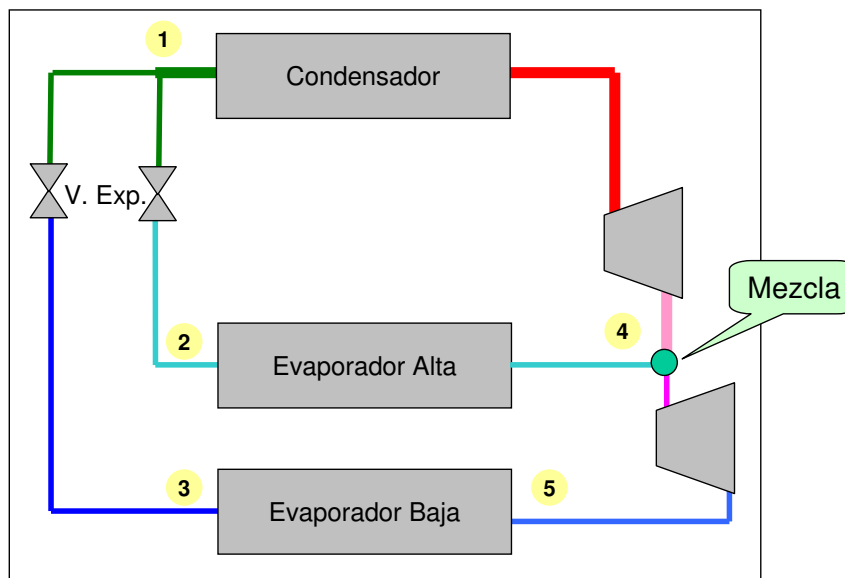 1
Condensador
V. Exp.
Mezcla
2
Evaporador Alta
4
3
Evaporador Baja
5